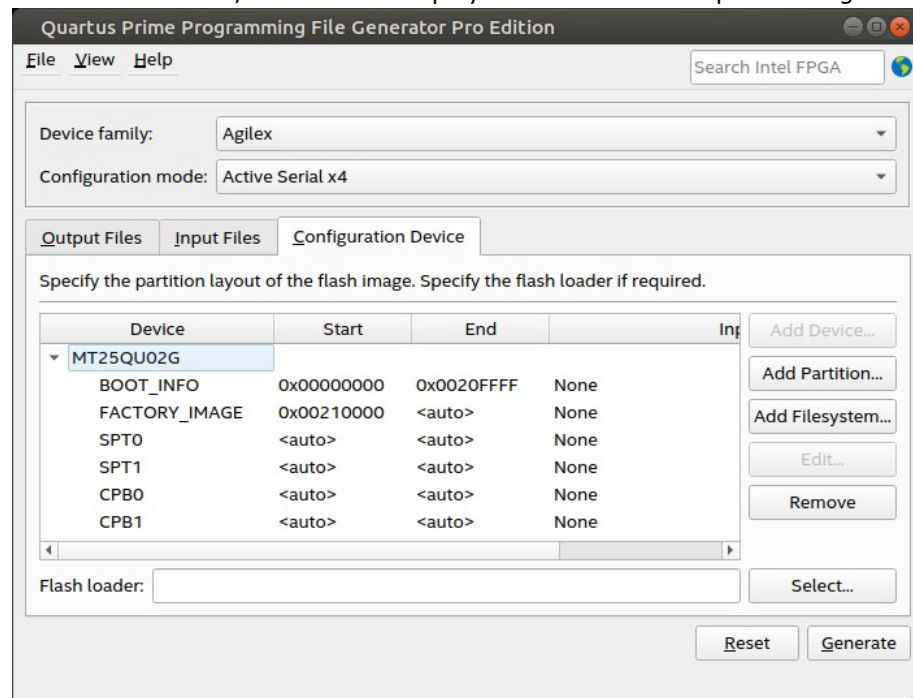 Quartus Prime Programming File Generator Pro Edition
File View Help
Search Intel FPGA
Device family: Agilex
Configuration mode: Active Serial x4
Output Files Input Files Configuration Device
Specify the partition layout of the flash image. Specify the flash loader if required.
Device Start End Inp
Add Device...
MT25QU02G
Add Partition...
BOOT_INFO 0x00000000 0x0020FFFF None
FACTORY_IMAGE 0x00210000 <auto> None
Add Filesystem...
SPT0 <auto> <auto> None
SPT1 <auto> <auto> None
Edit...
CPB0 <auto> <auto> None
Remove
CPB1 <auto> <auto> None
Flash loader: Select...
Reset Generate